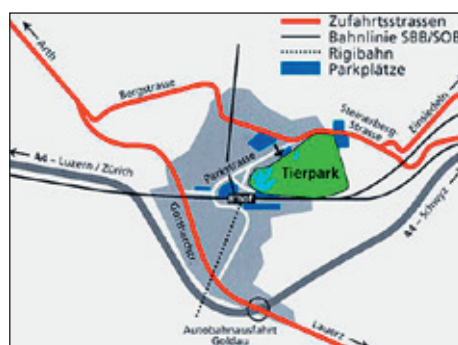 Zufahrtsstrassen
Bahnlinie SBB/SOB
Rigibahn
Parkplätze
Arth
Bergstrasse
Steinerberg
Strasse
Einsiedeln
A4 – Luzern / Zürich
Parkstrasse
Tierpark
Gotthardstr.
A4 – Schwyz
Autobahnausfahrt
Goldau
Lauerz